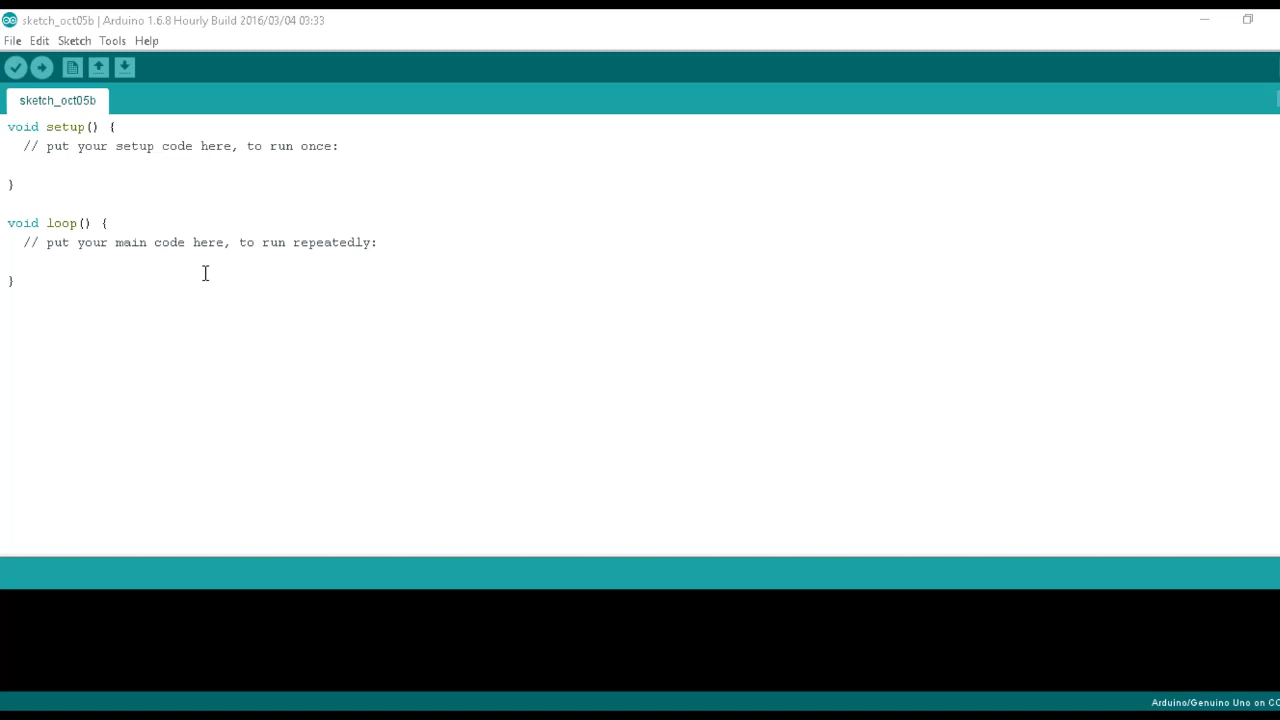 sketch_oct05b | Arduino 1.6.8 Hourly Build 2016/03/04 03:33
File Edit Sketch Tools Help
sketch_oct05b
void setup() {
  // put your setup code here, to run once:
}
void loop() {
  // put your main code here, to run repeatedly:
}
Arduino/Genuino Uno on CO